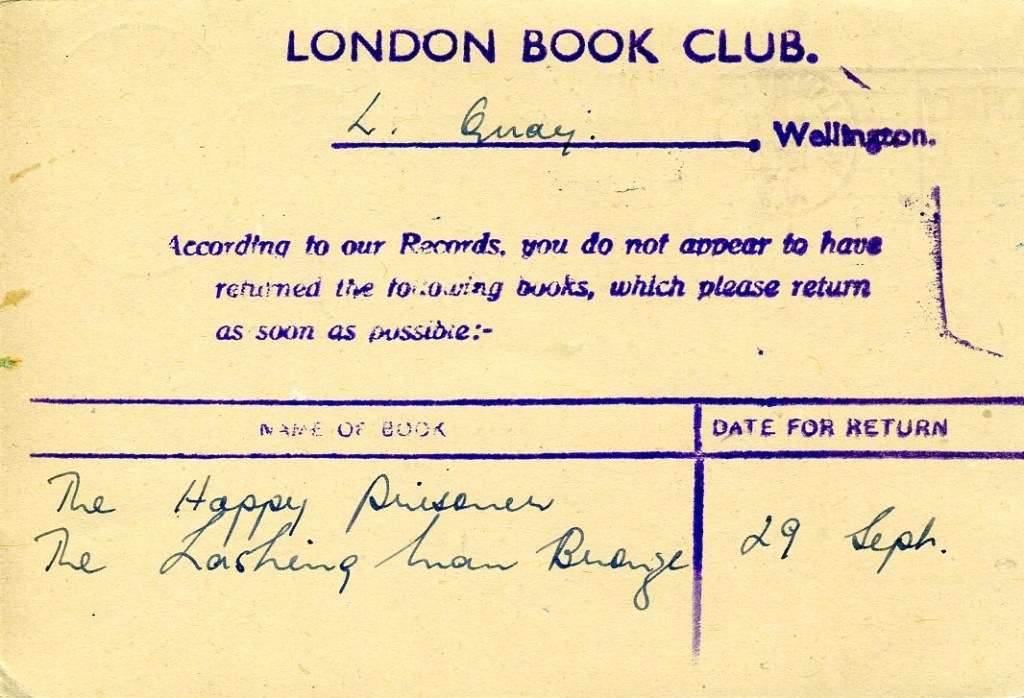 LONDON BOOK CLUB.
L. Quay. Wellington.
According to our Records, you do not appear to have
returned the following books, which please return
as soon as possible:-
NAME OF BOOK DATE FOR RETURN
The Happy Prisoner
The Lashing man 29 Sept.